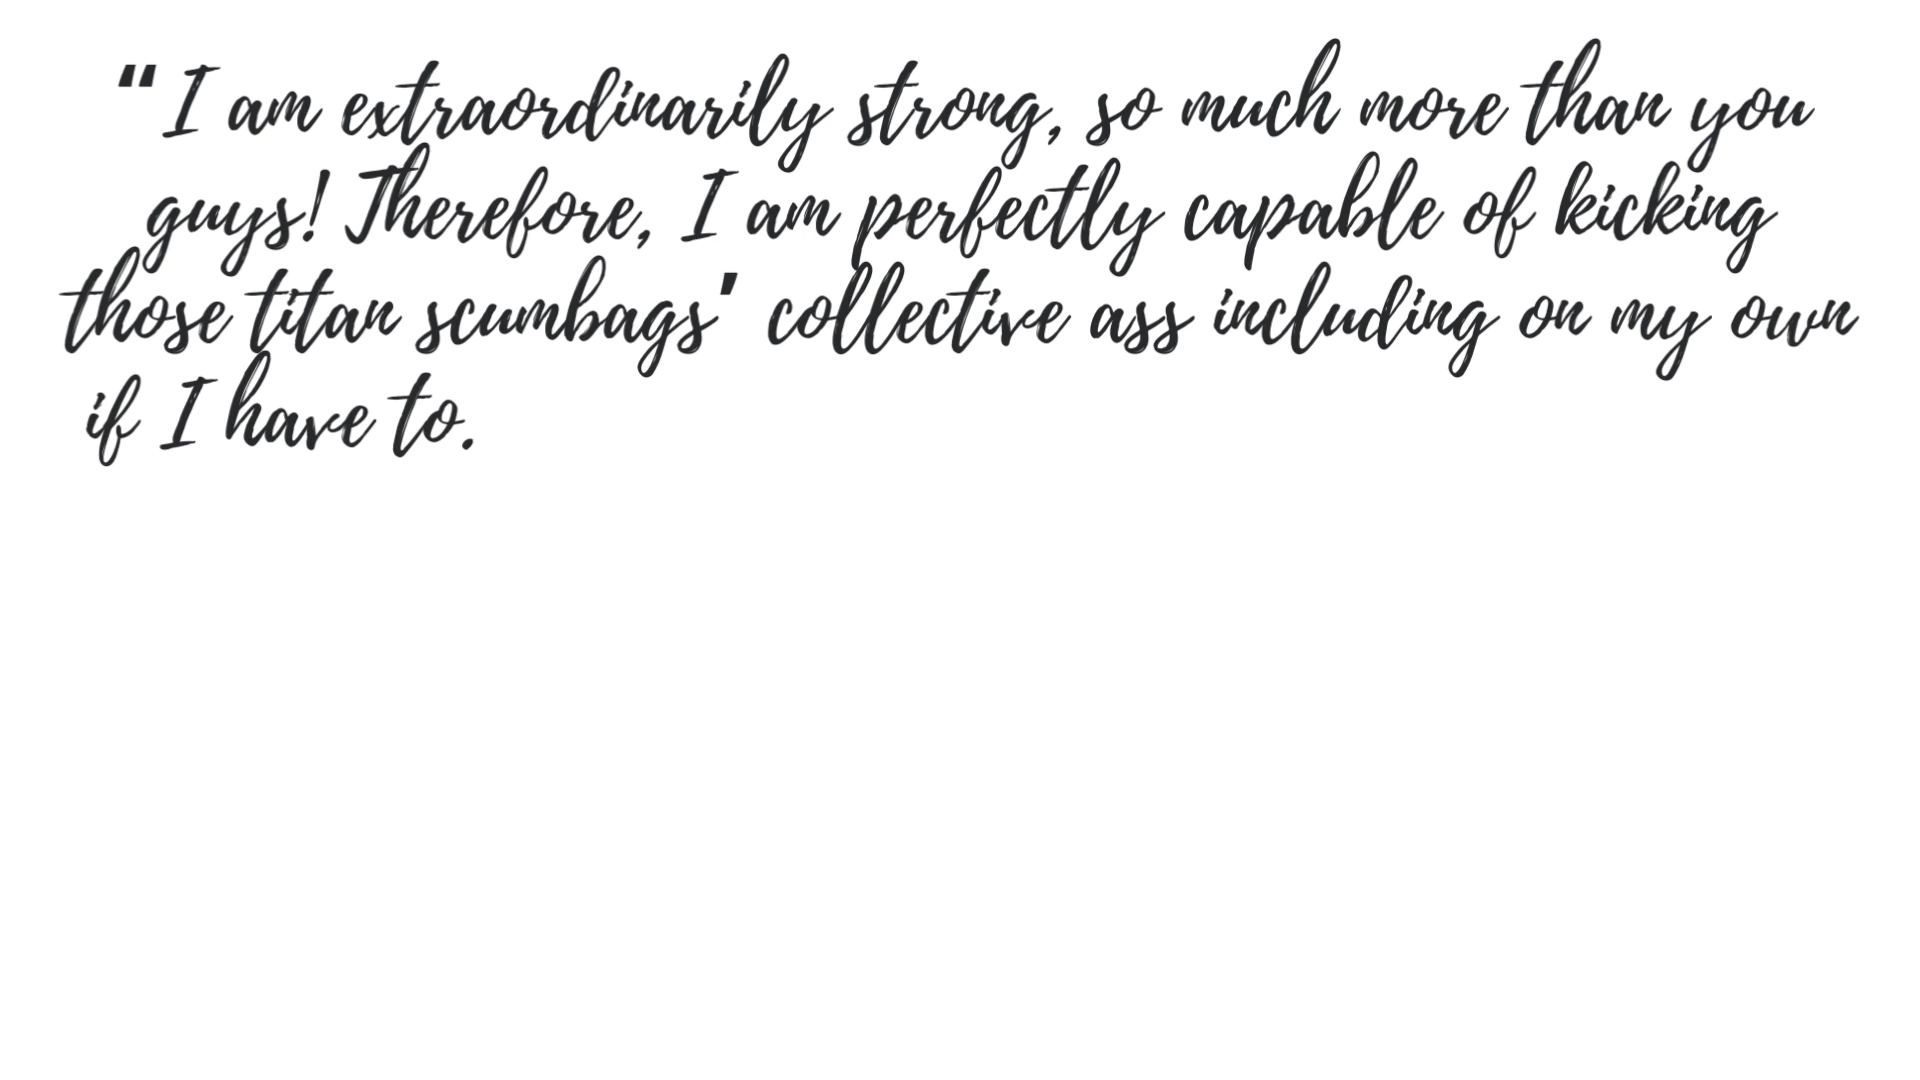 “I am extraordinarily strong, so much more than you
guys! Therefore, I am perfectly capable of kicking
those titan scumbags' collective ass including on my own
if I have to.